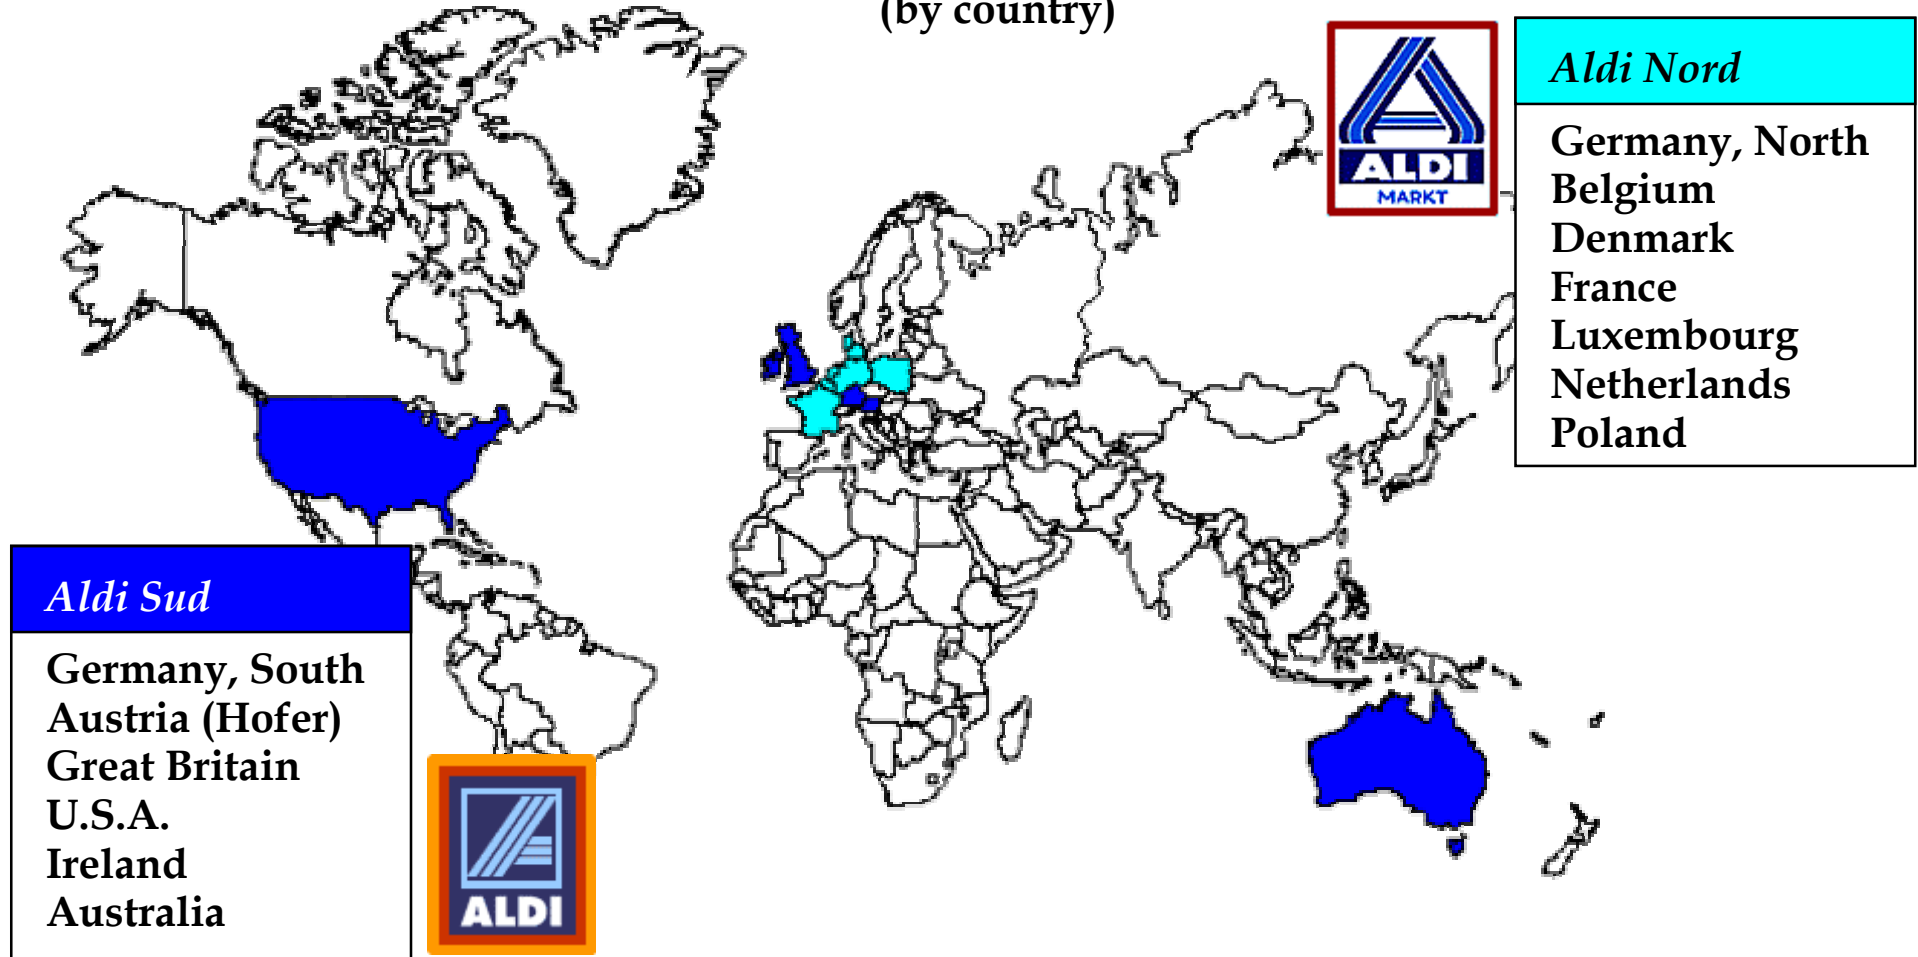 (by country)
ALDI
MARKT
Aldi Nord
Germany, North
Belgium
Denmark
France
Luxembourg
Netherlands
Poland
Aldi Sud
Germany, South
Austria (Hofer)
Great Britain
U.S.A.
Ireland
Australia
ALDI